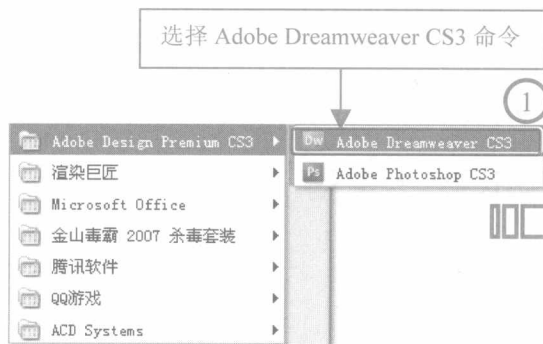 选择 Adobe Dreamweaver CS3 命令
1
Adobe Design Premium CS3
Dw Adobe Dreamweaver CS3
渲染巨匠
Ps Adobe Photoshop CS3
Microsoft Office
金山毒霸 2007 杀毒套装
腾讯软件
QQ游戏
ACD Systems